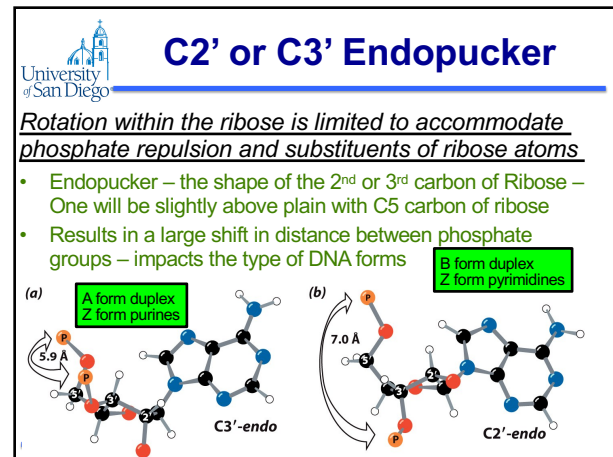 C2’ or C3’ Endopucker
University
of San Diego
Rotation within the ribose is limited to accommodate
phosphate repulsion and substituents of ribose atoms
• Endopucker – the shape of the 2nd or 3rd carbon of Ribose –
One will be slightly above plain with C5 carbon of ribose
• Results in a large shift in distance between phosphate
groups – impacts the type of DNA forms
(a)
A form duplex
Z form purines
P
5.9 Å
P
5'
3'
2'
C3′-endo
B form duplex
Z form pyrimidines
(b)
P
7.0 Å
5'
2'
3'
P
C2′-endo